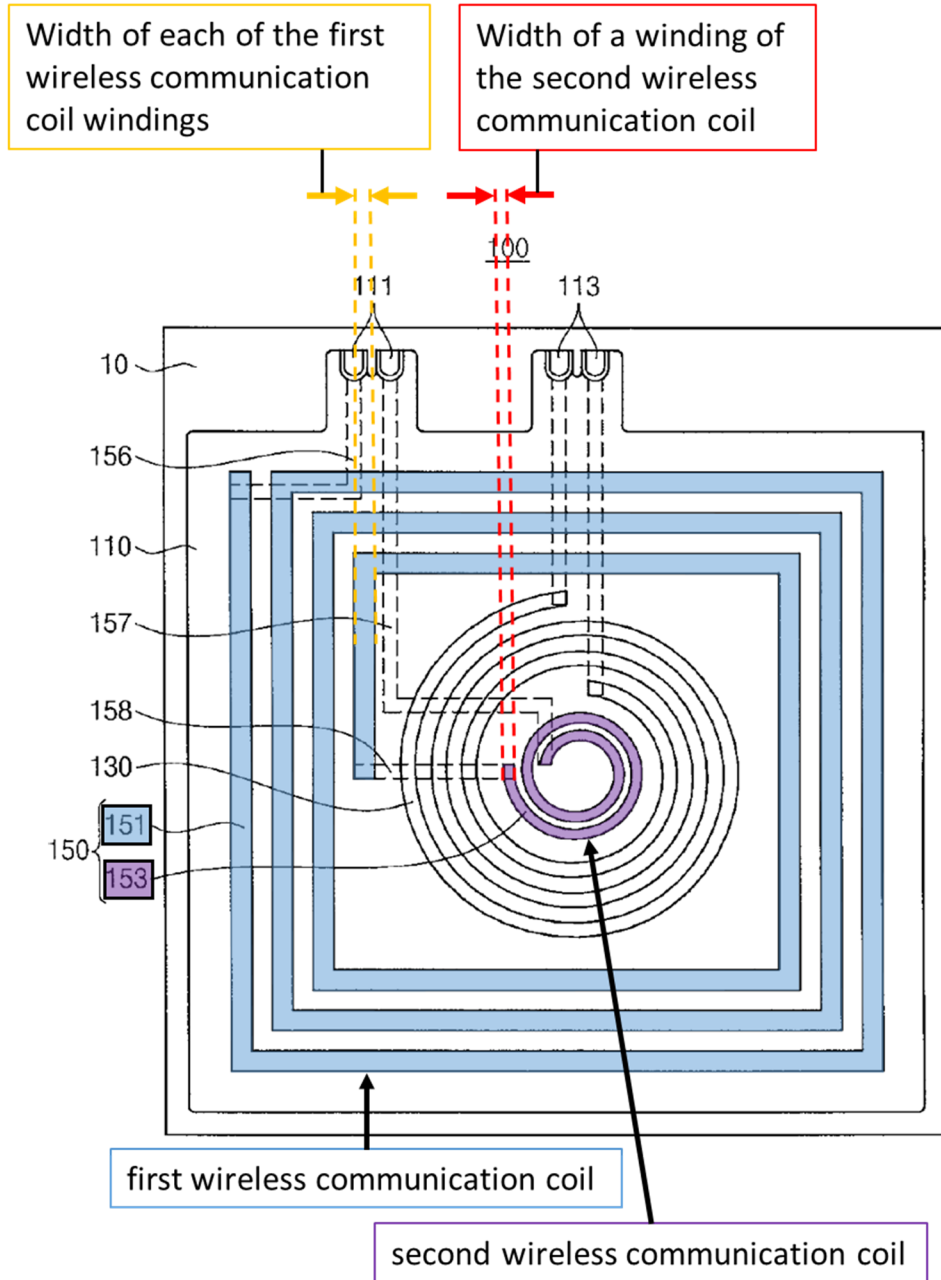 Width of each of the first
wireless communication
coil windings
Width of a winding of
the second wireless
communication coil
100
111
113
10
156
110
157
158
130
151
150
153
first wireless communication coil
second wireless communication coil